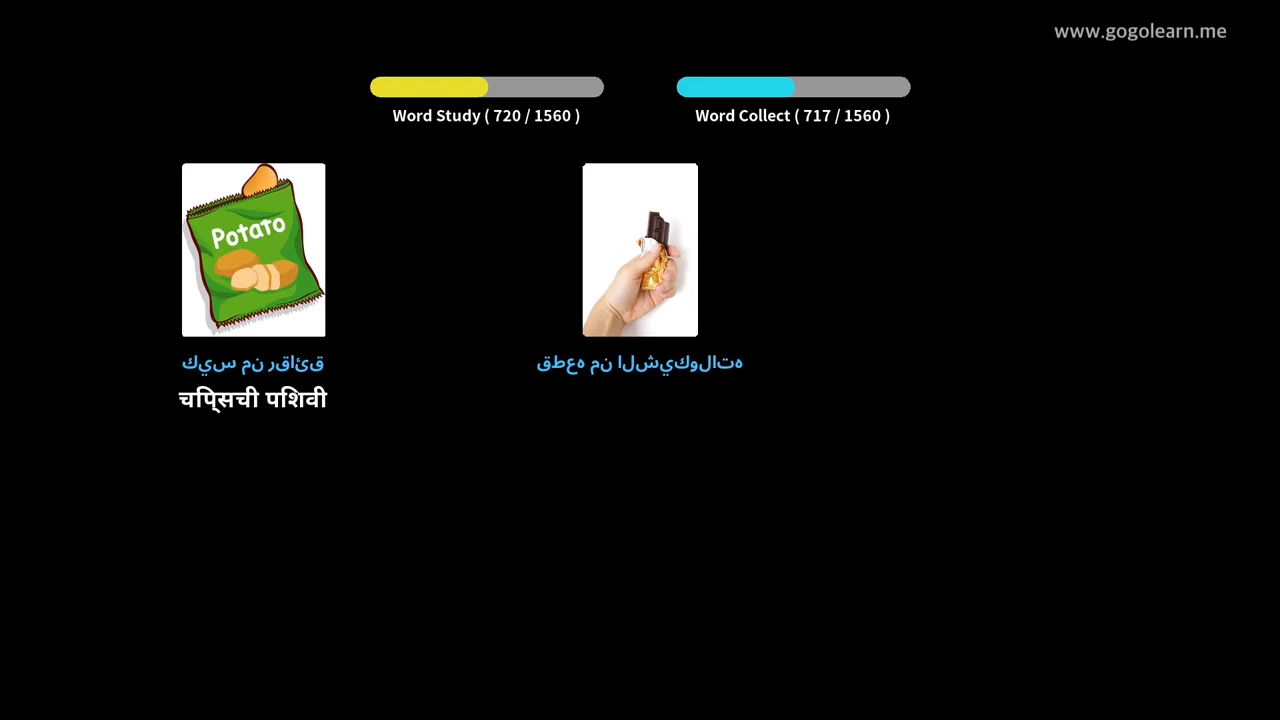 www.gogolearn.me
Word Study ( 720 / 1560 )
Word Collect ( 717 / 1560 )
Potato
كيس من رقائق
قطعه من الشيكولاته
चिप्सची पिशवी